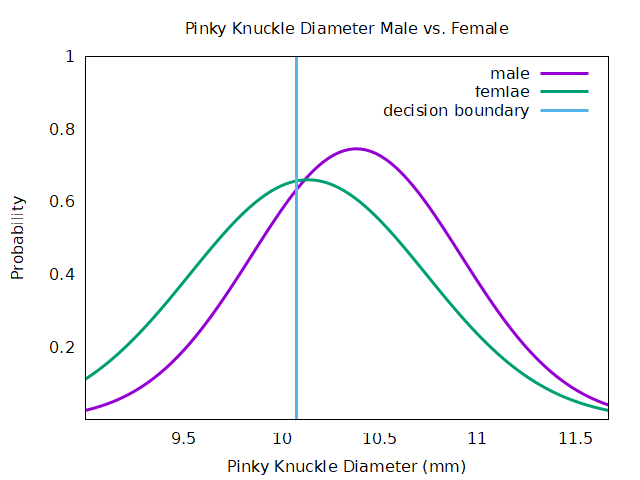 Pinky Knuckle Diameter Male vs. Female
1
male
femlae
decision boundary
0.8
0.6
Probability
0.4
0.2
9.5 10 10.5 11 11.5
Pinky Knuckle Diameter (mm)